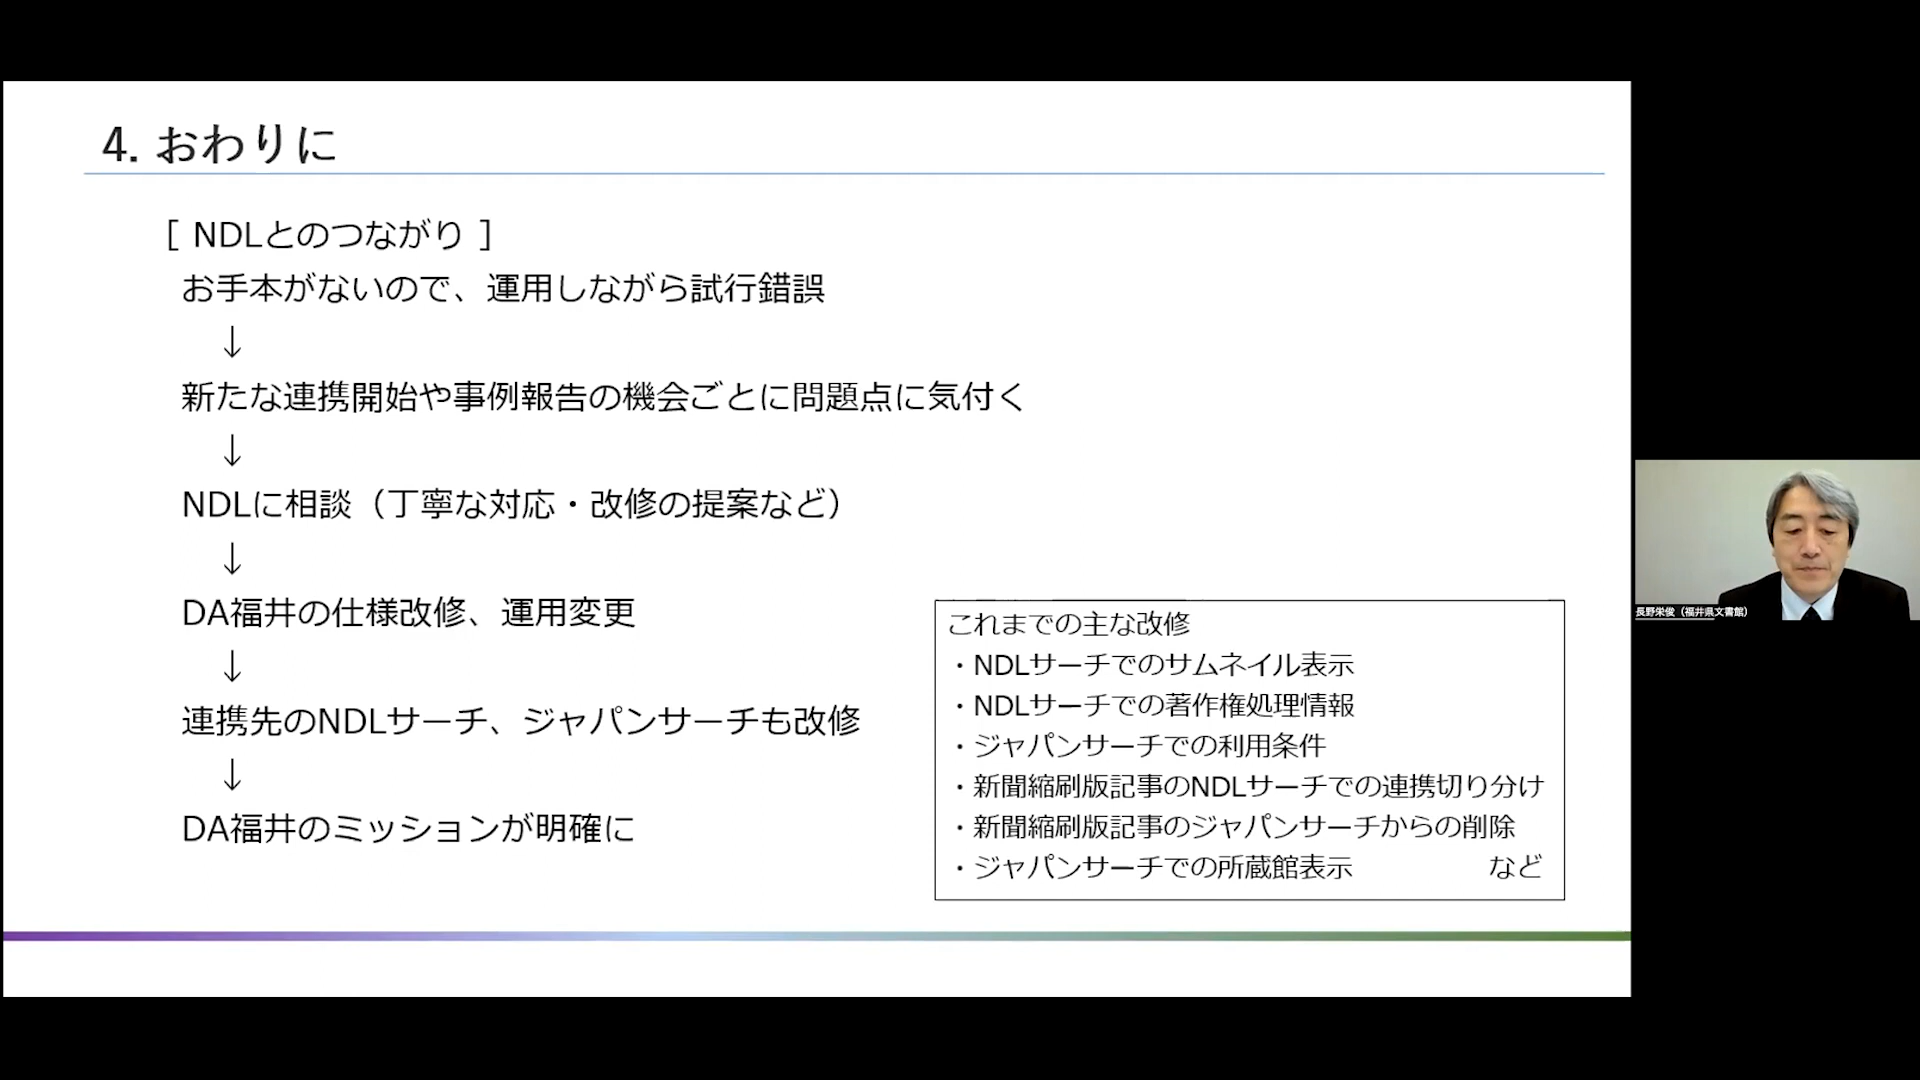 4. おわりに
[ NDLとのつながり ]
お手本がないので、運用しながら試行錯誤
↓
新たな連携開始や事例報告の機会ごとに問題点に気付く
↓
NDLに相談（丁寧な対応・改修の提案など）
↓
DA福井の仕様改修、運用変更
↓
連携先のNDLサーチ、ジャパンサーチも改修
↓
DA福井のミッションが明確に
これまでの主な改修
・NDLサーチでのサムネイル表示
・NDLサーチでの著作権処理情報
・ジャパンサーチでの利用条件
・新聞縮刷版記事のNDLサーチでの連携切り分け
・新聞縮刷版記事のジャパンサーチからの削除
・ジャパンサーチでの所蔵館表示 など
長野栄俊（福井県文書館）